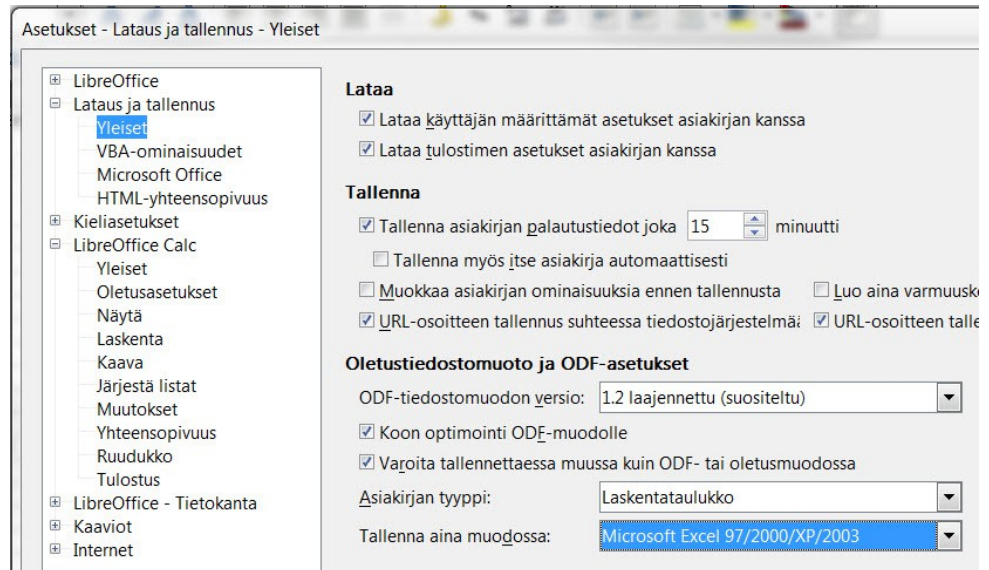 Asetukset - Lataus ja tallennus - Yleiset
LibreOffice
Lataus ja tallennus
Yleiset
VBA-ominaisuudet
Microsoft Office
HTML-yhteensopivuus
Kieliasetukset
LibreOffice Calc
Yleiset
Oletusasetukset
Näytä
Laskenta
Kaava
Järjestä listat
Muutokset
Yhteensopivuus
Ruudukko
Tulostus
LibreOffice - Tietokanta
Kaaviot
Internet
Lataa
Lataa käyttäjän määrittämät asetukset asiakirjan kanssa
Lataa tulostimen asetukset asiakirjan kanssa
Tallenna
Tallenna asiakirjan palautustiedot joka 15 minuutti
Tallenna myös itse asiakirja automaattisesti
Muokkaa asiakirjan ominaisuuksia ennen tallennusta Luo aina
URL-osoitteen tallennus suhteessa URL-osoitteen
Oletustiedostomuoto ja ODF-asetukset
ODF-tiedostomuodon versio: 1.2 laajennettu (suositeltu)
Koon optimointi ODF-muodolle
Varoita tallennettaessa muussa kuin ODF- tai oletusmuodossa
Asiakirjan tyyppi: Laskentataulukko
Tallenna aina muodossa: Microsoft Excel 97/2000/XP/2003